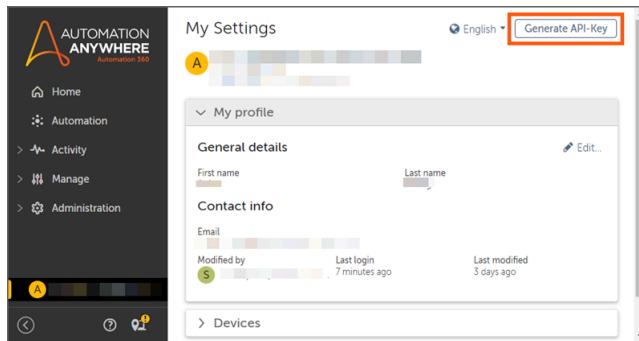 AUTOMATION
ANYWHERE
Automation 360
Home
Automation
Activity
Manage
Administration
A
My Settings
English
Generate API-Key
A
My profile
General details
Edit...
First name
Last name
Contact info
Email
Modified by
Last login
Last modified
S
7 minutes ago
3 days ago
Devices